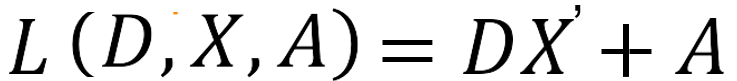 L (D, X, A) = DX’ + A